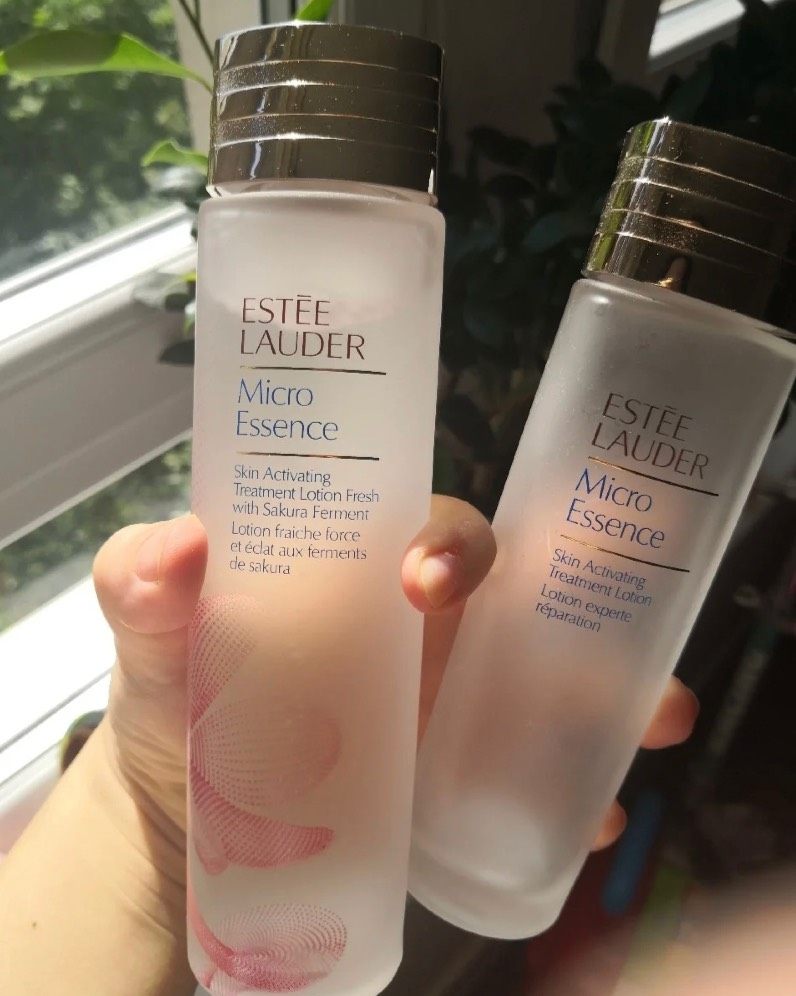 ESTĒE
LAUDER
Micro
Essence
Skin Activating
Treatment Lotion Fresh
with Sakura Ferment
Lotion fraîche force
et éclat aux ferments
de sakura
ESTĒE
LAUDER
Micro
Essence
Skin Activating
Treatment Lotion
Lotion experte
réparation